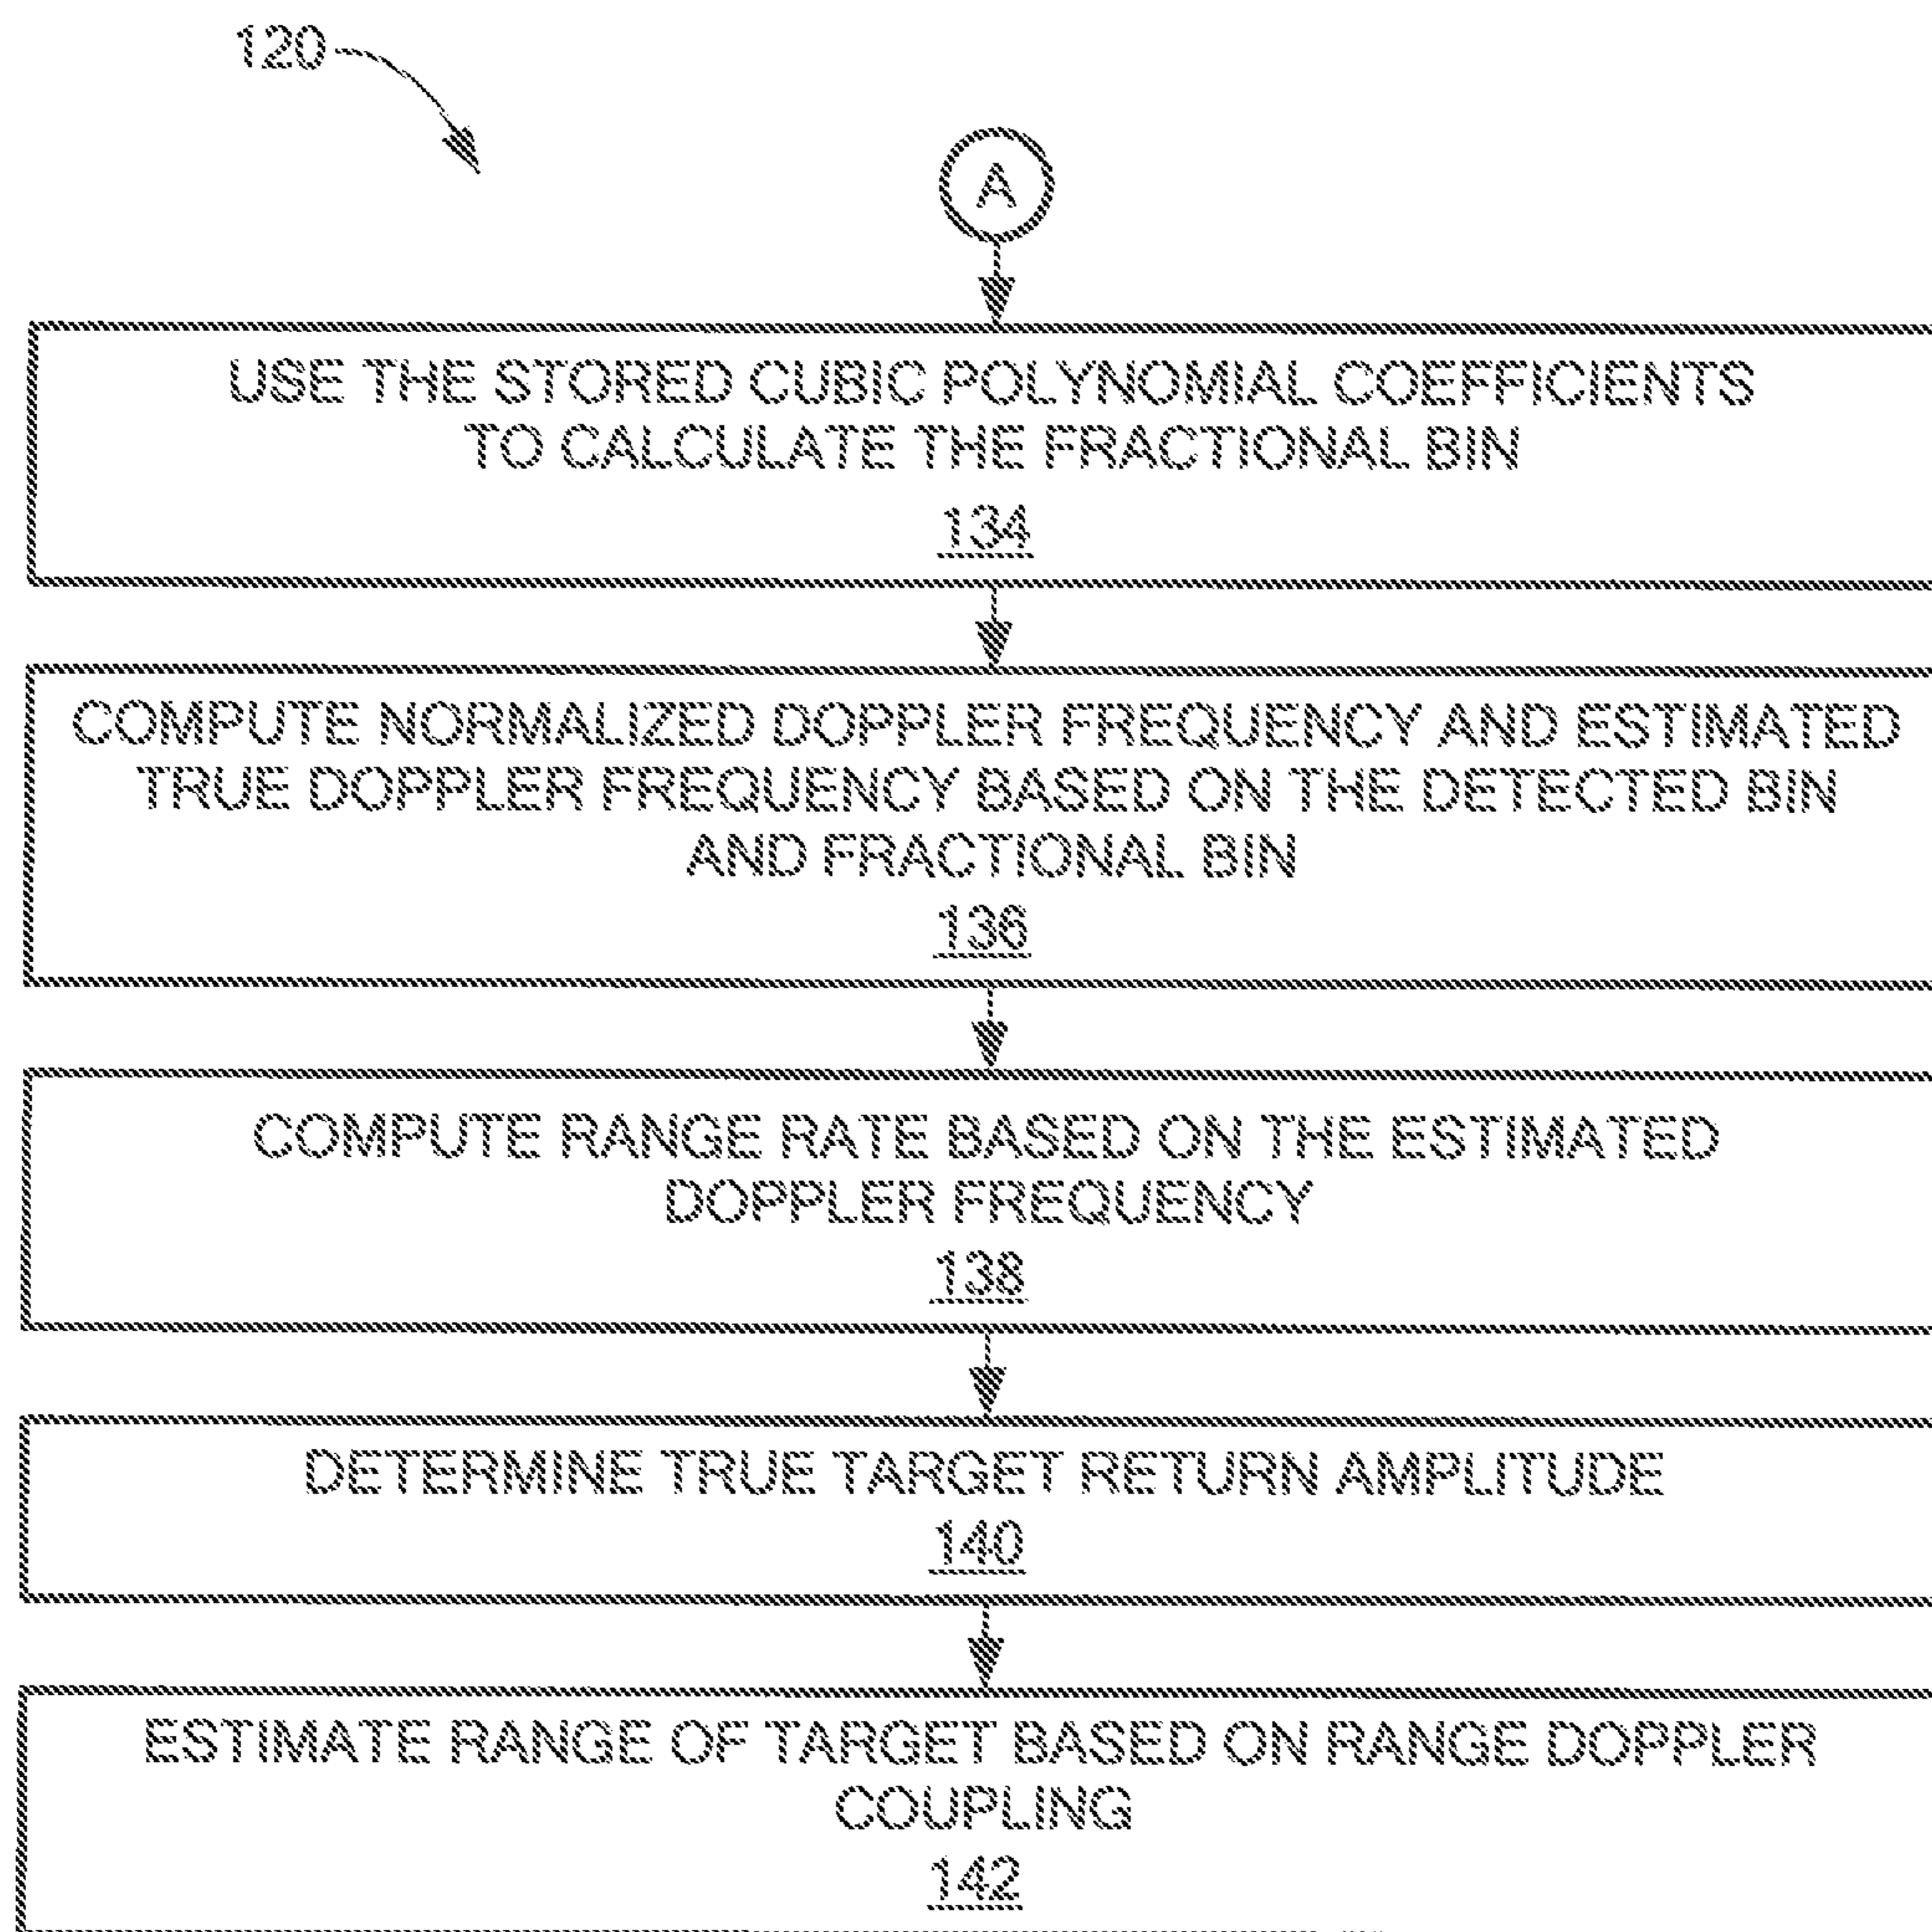 120
A
USE THE STORED CUBIC POLYNOMIAL COEFFICIENTS
TO CALCULATE THE FRACTIONAL BIN
134
COMPUTE NORMALIZED DOPPLER FREQUENCY AND ESTIMATED
TRUE DOPPLER FREQUENCY BASED ON THE DETECTED BIN
AND FRACTIONAL BIN
136
COMPUTE RANGE RATE BASED ON THE ESTIMATED
DOPPLER FREQUENCY
138
DETERMINE TRUE TARGET RETURN AMPLITUDE
140
ESTIMATE RANGE OF TARGET BASED ON RANGE DOPPLER
COUPLING
142